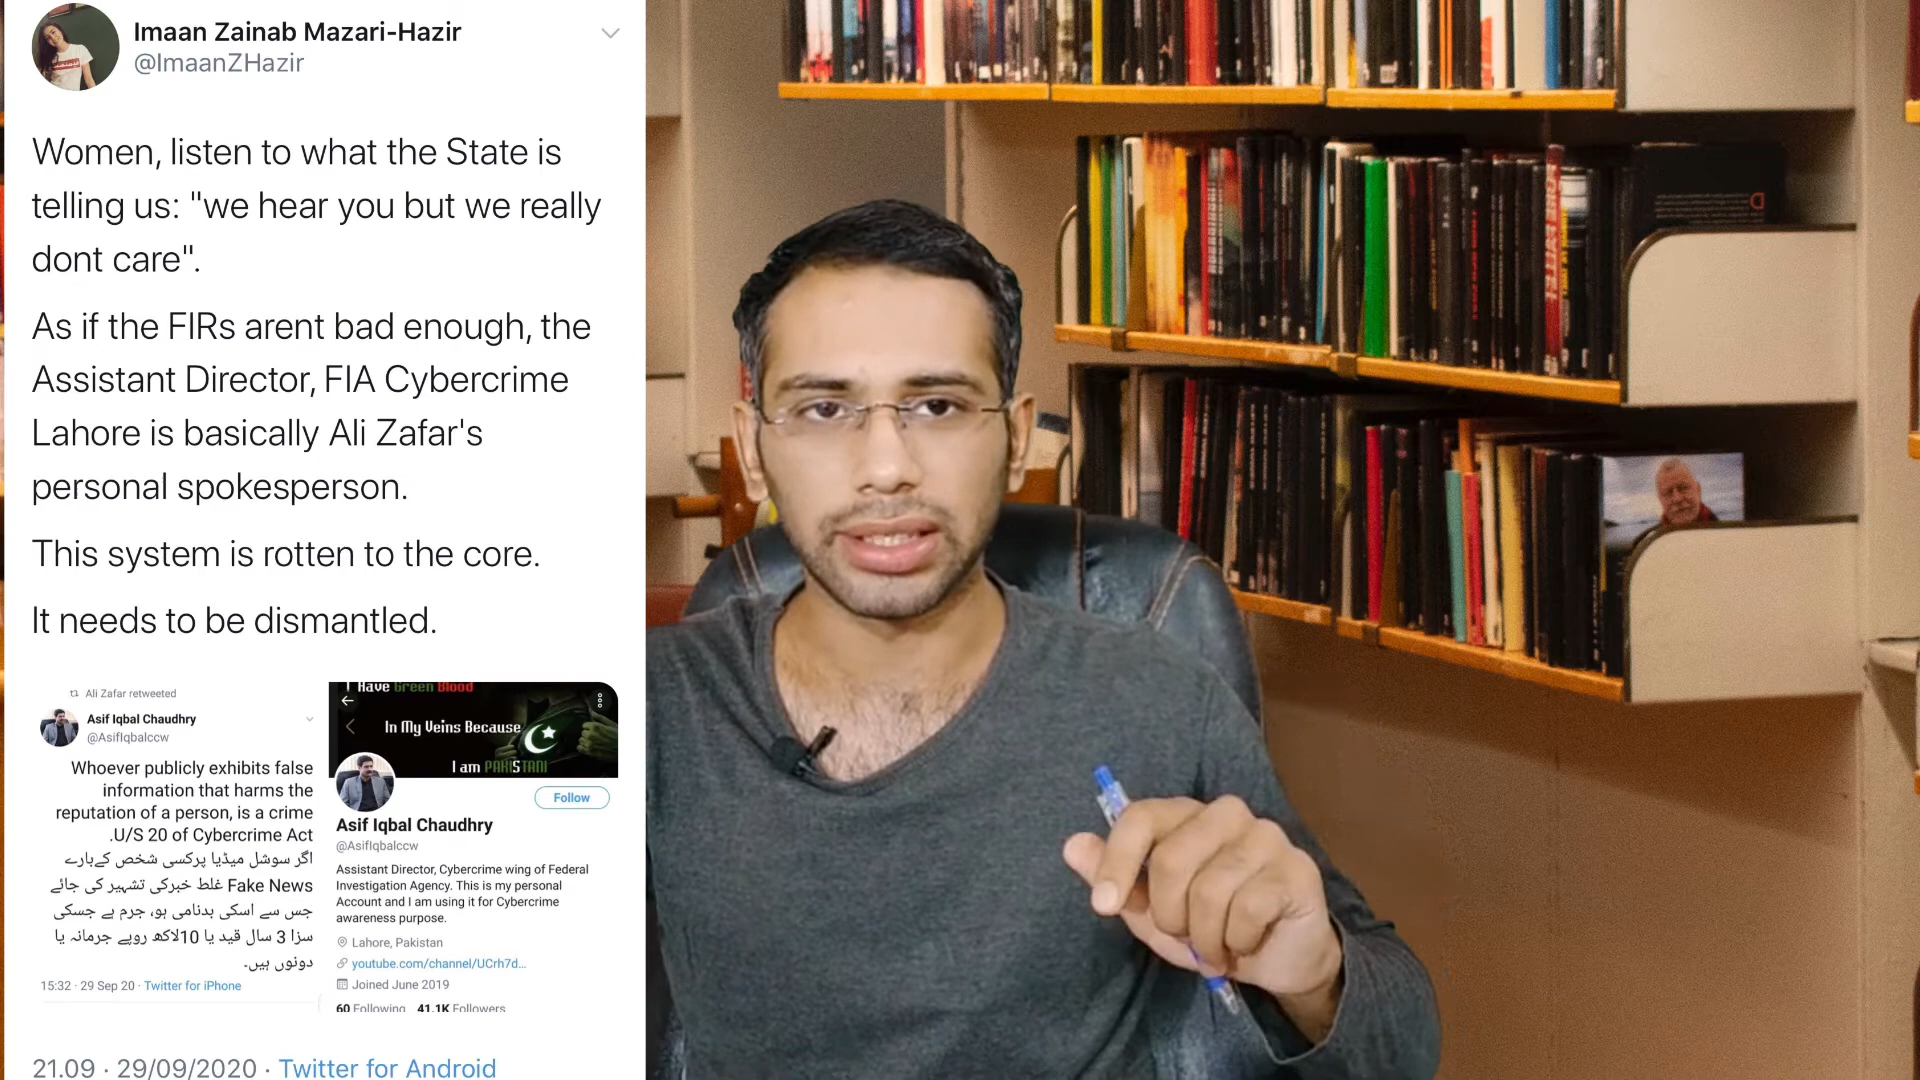 Imaan Zainab Mazari-Hazir
@ImaanZHazir
Women, listen to what the State is
telling us: "we hear you but we really
dont care".
As if the FIRs arent bad enough, the
Assistant Director, FIA Cybercrime
Lahore is basically Ali Zafar's
personal spokesperson.
This system is rotten to the core.
It needs to be dismantled.
Ali Zafar retweeted
Asif Iqbal Chaudhry
@AsifIqbalccw
Whoever publicly exhibits false
information that harms the
reputation of a person, is a crime
.U/S 20 of Cybercrime Act
اگر سوشل میڈیا پرکسی شخص کےبارے
Fake News غلط خبرکی تشہیر کی جائے
جس سے اسکی بدنامی ہو، جرم ہے جسکی
سزا 3 سال قید یا 10لاکھ روپے جرمانہ یا
دونوں ہیں۔
15:32 · 29 Sep 20 · Twitter for iPhone
I Have Green Blood
In My Veins Because
I am PAKISTANI
Follow
Asif Iqbal Chaudhry
@AsifIqbalccw
Assistant Director, Cybercrime wing of Federal
Investigation Agency. This is my personal
Account and I am using it for Cybercrime
awareness purpose.
Lahore, Pakistan
youtube.com/channel/UCrh7d...
Joined June 2019
60 Following 41.1K Followers
21.09 · 29/09/2020 · Twitter for Android